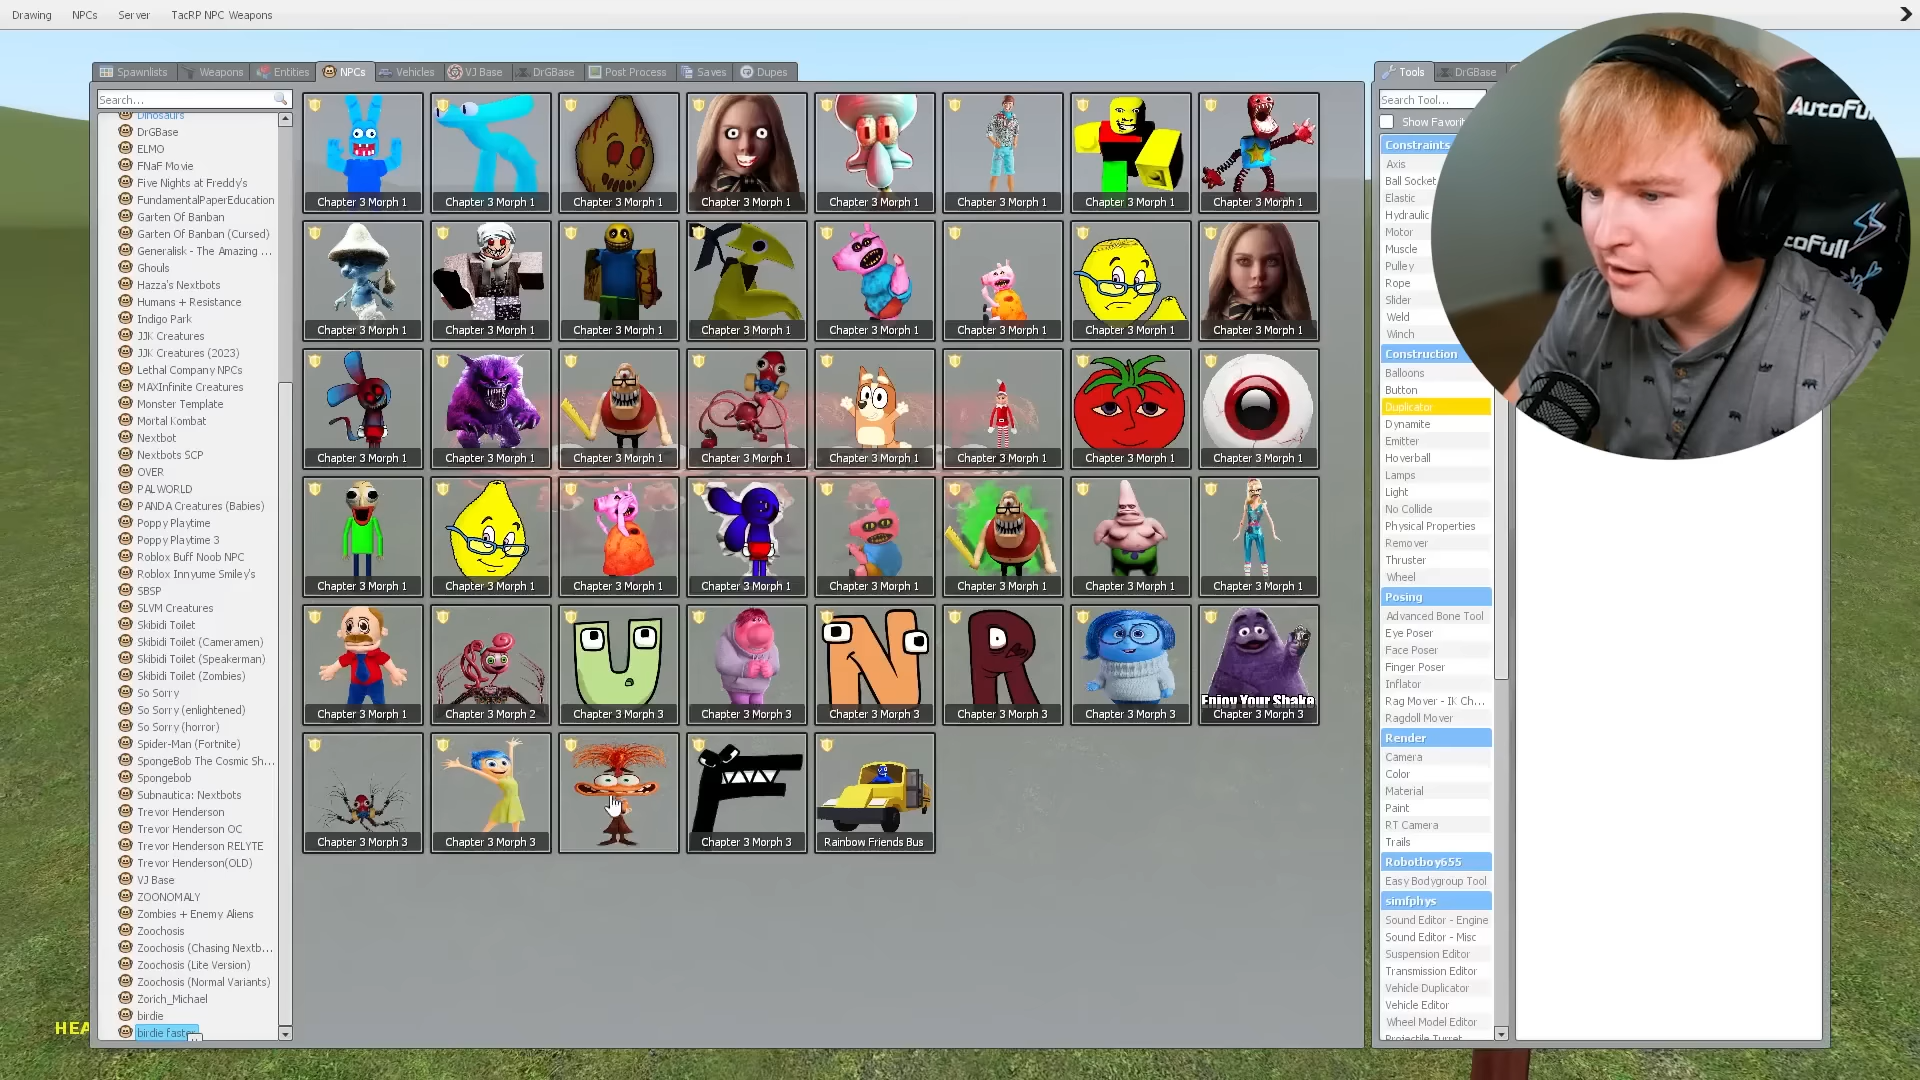 Drawing NPCs Server TacRP NPC Weapons
Spawnlists Weapons Entities NPCs Vehicles VJ Base DrGBase Post Process Saves Dupes
Search...
Dinosaurs
DrGBase
ELMO
FNaF Movie
Five Nights at Freddy's
FundamentalPaperEducation
Garten Of Banban
Garten Of Banban (Cursed)
Generalisk - The Amazing ...
Ghouls
Hazza's Nextbots
Humans + Resistance
Indigo Park
JJK Creatures
JJK Creatures (2023)
Lethal Company NPCs
MAXInfinite Creatures
Monster Template
Mortal Kombat
Nextbot
Nextbots SCP
OVER
PALWORLD
PANDA Creatures (Babies)
Poppy Playtime
Poppy Playtime 3
Roblox Buff Noob NPC
Roblox Innyume Smiley's
SBSP
SLVM Creatures
Skibidi Toilet
Skibidi Toilet (Cameramen)
Skibidi Toilet (Speakerman)
Skibidi Toilet (Zombies)
So Sorry
So Sorry (enlightened)
So Sorry (horror)
Spider-Man (Fortnite)
SpongeBob The Cosmic Sh...
Spongebob
Subnautica: Nextbots
Trevor Henderson
Trevor Henderson OC
Trevor Henderson RELYTE
Trevor Henderson(OLD)
VJ Base
ZOONOMALY
Zombies + Enemy Aliens
Zoochosis
Zoochosis (Chasing Nextb...
Zoochosis (Lite Version)
Zoochosis (Normal Variants)
Zorich_Michael
birdie
birdie faster
HEA
Chapter 3 Morph 1 Chapter 3 Morph 1 Chapter 3 Morph 1 Chapter 3 Morph 1 Chapter 3 Morph 1 Chapter 3 Morph 1 Chapter 3 Morph 1 Chapter 3 Morph 1
Chapter 3 Morph 1 Chapter 3 Morph 1 Chapter 3 Morph 1 Chapter 3 Morph 1 Chapter 3 Morph 1 Chapter 3 Morph 1 Chapter 3 Morph 1 Chapter 3 Morph 1
Chapter 3 Morph 1 Chapter 3 Morph 1 Chapter 3 Morph 1 Chapter 3 Morph 1 Chapter 3 Morph 1 Chapter 3 Morph 1 Chapter 3 Morph 1 Chapter 3 Morph 1
Chapter 3 Morph 1 Chapter 3 Morph 1 Chapter 3 Morph 1 Chapter 3 Morph 1 Chapter 3 Morph 1 Chapter 3 Morph 1 Chapter 3 Morph 1 Chapter 3 Morph 1
Enjoy Your Shake
Chapter 3 Morph 1 Chapter 3 Morph 2 Chapter 3 Morph 3 Chapter 3 Morph 3 Chapter 3 Morph 3 Chapter 3 Morph 3 Chapter 3 Morph 3 Chapter 3 Morph 3
Chapter 3 Morph 3 Chapter 3 Morph 3 Chapter 3 Morph 3 Rainbow Friends Bus
Tools DrGBase
Search Tool...
Show Favorit
Constraints
Axis
Ball Socket
Elastic
Hydraulic
Motor
Muscle
Pulley
Rope
Slider
Weld
Winch
Construction
Balloons
Button
Duplicator
Dynamite
Emitter
Hoverball
Lamps
Light
No Collide
Physical Properties
Remover
Thruster
Wheel
Posing
Advanced Bone Tool
Eye Poser
Face Poser
Finger Poser
Inflator
Rag Mover - IK Ch...
Ragdoll Mover
Render
Camera
Color
Material
Paint
RT Camera
Trails
Robotboy655
Easy Bodygroup Tool
simfphys
Sound Editor - Engine
Sound Editor - Misc
Suspension Editor
Transmission Editor
Vehicle Duplicator
Vehicle Editor
Wheel Model Editor
Projectile Turret
AutoFull
toFull